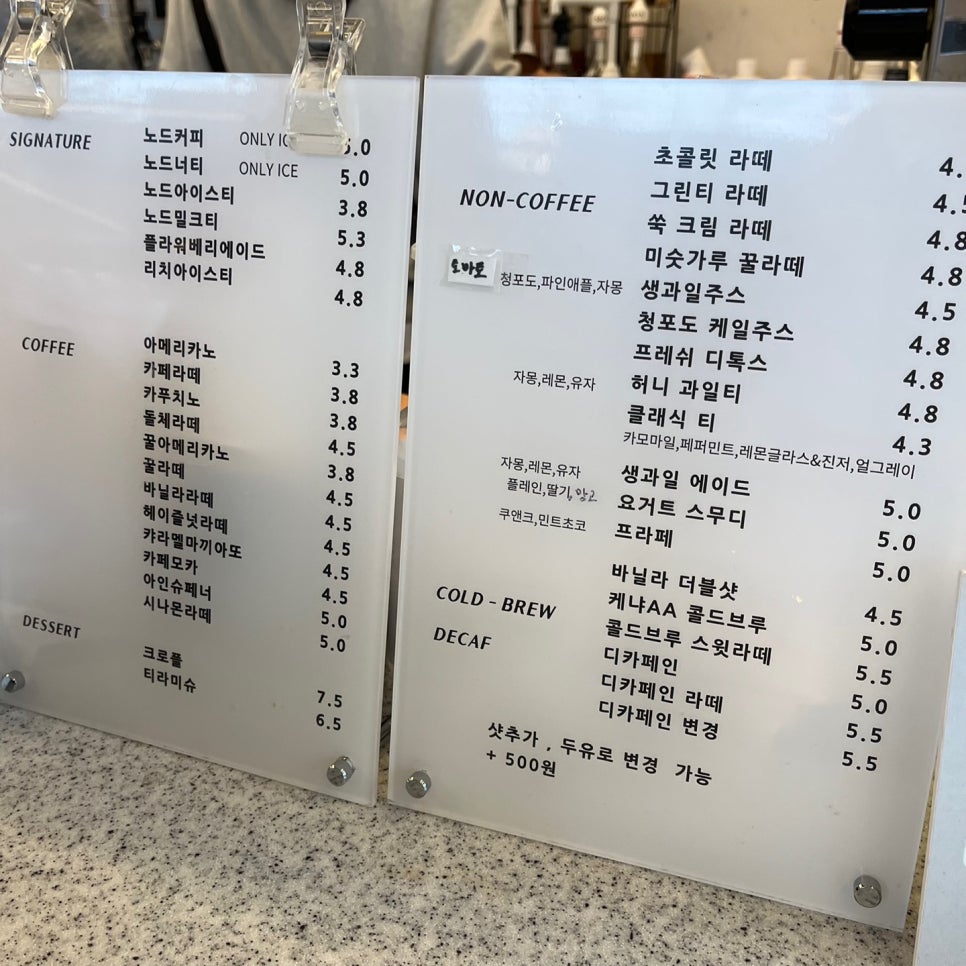 SIGNATURE
노드커피 ONLY IC 5.0
노드너티 ONLY ICE 5.0
노드아이스티 3.8
노드밀크티 5.3
플라워베리에이드 4.8
리치아이스티 4.8
COFFEE
아메리카노 3.3
카페라떼 3.8
카푸치노 3.8
돌체라떼 4.5
꿀아메리카노 3.8
꿀라떼 4.5
바닐라라떼 4.5
헤이즐넛라떼 4.5
캬라멜마끼아또 4.5
카페모카 4.5
아인슈페너 5.0
시나몬라떼 5.0
DESSERT
크로플 7.5
티라미슈 6.5
NON-COFFEE
초콜릿 라떼 4.
그린티 라떼 4.5
쑥 크림 라떼 4.8
미숫가루 꿀라떼 4.8
토마토 청포도,파인애플,자몽 생과일주스 4.5
청포도 케일주스 4.8
프레쉬 디톡스 4.8
자몽,레몬,유자 허니 과일티 4.8
클래식 티 4.3
카모마일,페퍼민트,레몬글라스&진저,얼그레이
자몽,레몬,유자 생과일 에이드 5.0
플레인,딸기,망고 요거트 스무디 5.0
쿠앤크,민트초코 프라페 5.0
COLD - BREW
바닐라 더블샷 4.5
케냐AA 콜드브루 5.0
콜드브루 스윗라떼 5.5
DECAF
디카페인 5.0
디카페인 라떼 5.5
디카페인 변경 5.5
샷추가 , 두유로 변경 가능
+ 500원